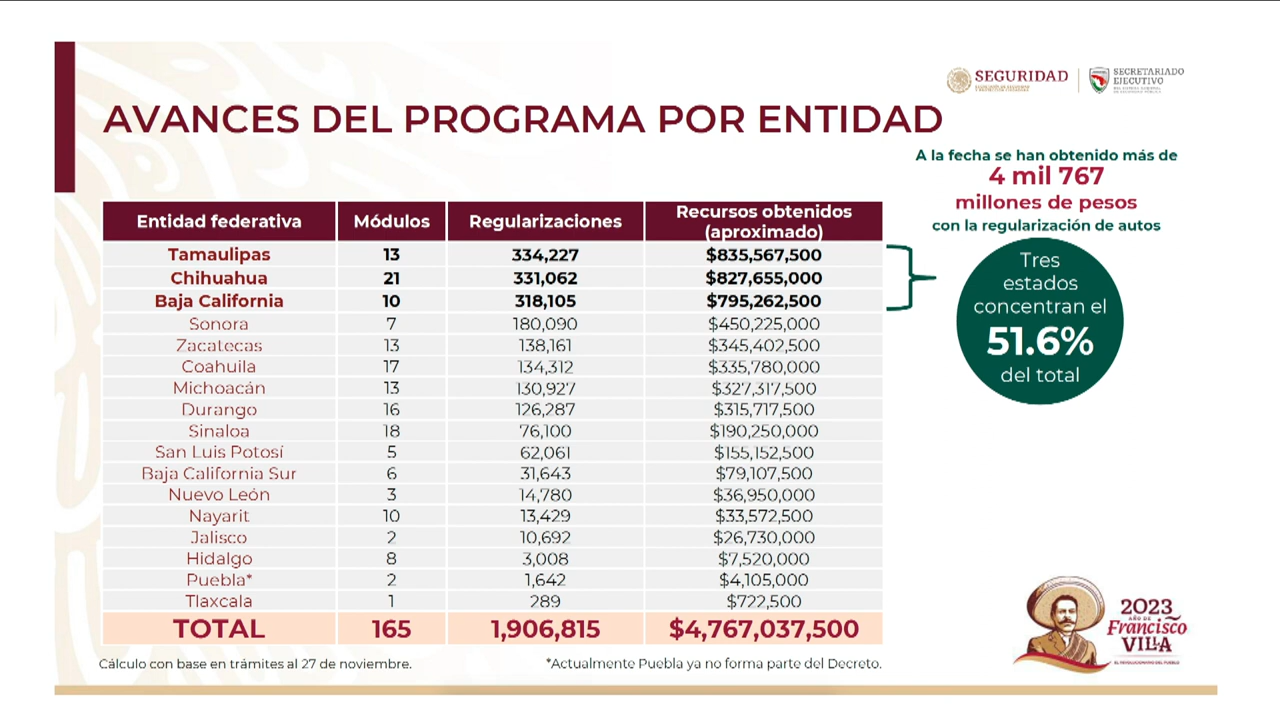 SEGURIDAD
SECRETARIADO
EJECUTIVO
AVANCES DEL PROGRAMA POR ENTIDAD
A la fecha se han obtenido más de
4 mil 767
millones de pesos
con la regularización de autos
Tres
estados
concentran el
51.6%
del total
Entidad federativa Módulos Regularizaciones Recursos obtenidos (aproximado)
Tamaulipas 13 334,227 $835,567,500
Chihuahua 21 331,062 $827,655,000
Baja California 10 318,105 $795,262,500
Sonora 7 180,090 $450,225,000
Zacatecas 13 138,161 $345,402,500
Coahuila 17 134,312 $335,780,000
Michoacán 13 130,927 $327,317,500
Durango 16 126,287 $315,717,500
Sinaloa 18 76,100 $190,250,000
San Luis Potosí 5 62,061 $155,152,500
Baja California Sur 6 31,643 $79,107,500
Nuevo León 3 14,780 $36,950,000
Nayarit 10 13,429 $33,572,500
Jalisco 2 10,692 $26,730,000
Hidalgo 8 3,008 $7,520,000
Puebla* 2 1,642 $4,105,000
Tlaxcala 1 289 $722,500
TOTAL 165 1,906,815 $4,767,037,500
Cálculo con base en trámites al 27 de noviembre.
*Actualmente Puebla ya no forma parte del Decreto.
2023
AÑO DE
Francisco
VILLA
EL REVOLUCIONARIO DEL PUEBLO